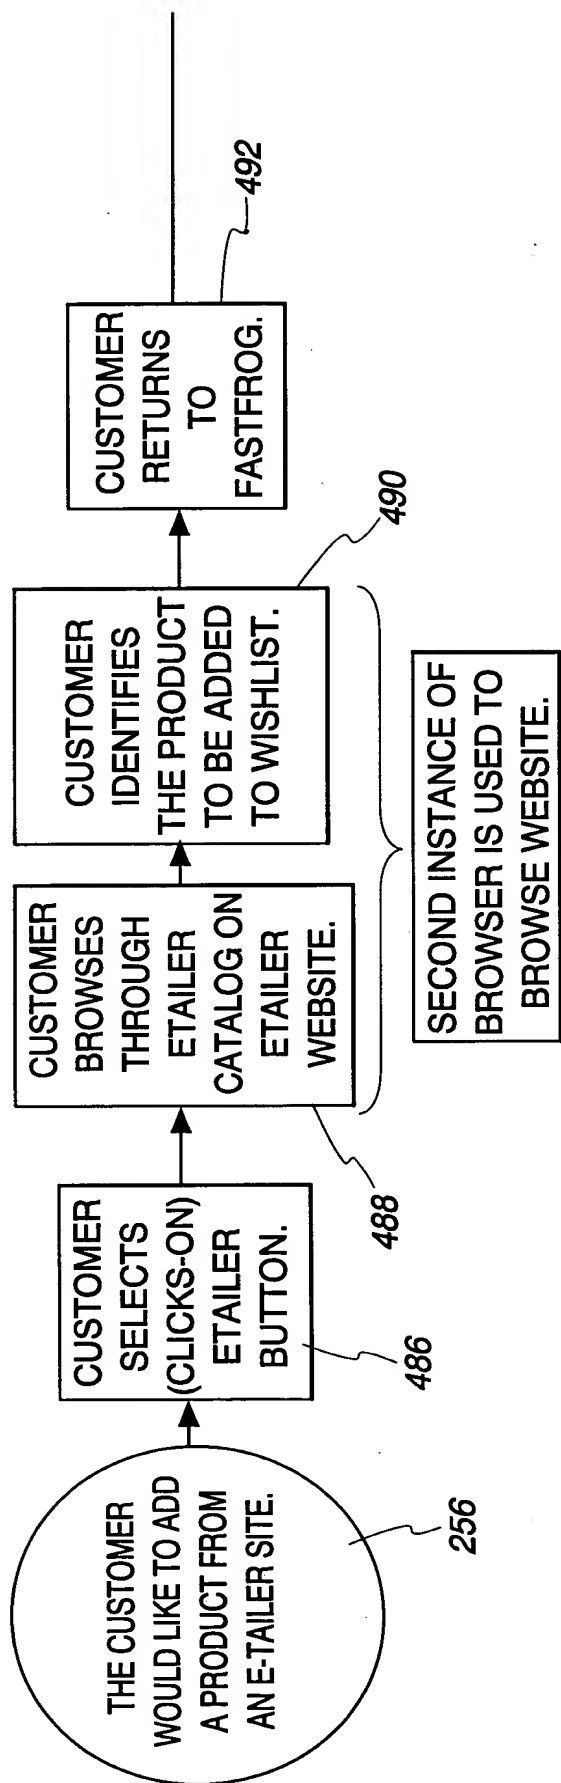 THE CUSTOMER
WOULD LIKE TO ADD
A PRODUCT FROM
AN E-TAILER SITE.
256
CUSTOMER
SELECTS
(CLICKS-ON)
ETAILER
BUTTON.
486
CUSTOMER
BROWSES
THROUGH
ETAILER
CATALOG ON
ETAILER
WEBSITE.
488
CUSTOMER
IDENTIFIES
THE PRODUCT
TO BE ADDED
TO WISHLIST.
490
CUSTOMER
RETURNS
TO
FASTFROG.
492
SECOND INSTANCE OF
BROWSER IS USED TO
BROWSE WEBSITE.